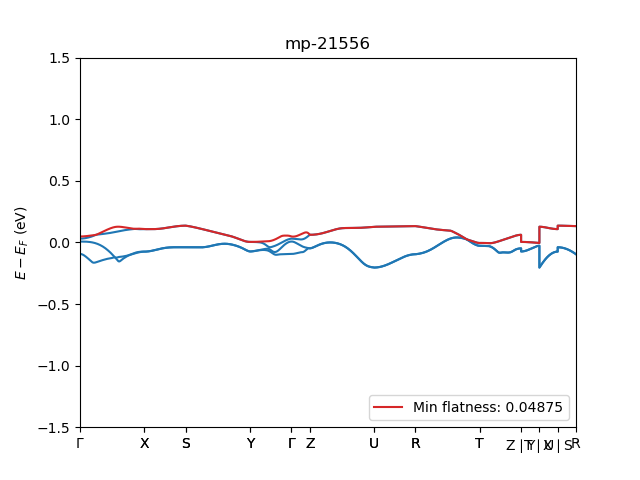 mp-21556
E − E_F (eV)
1.5
1.0
0.5
0.0
−0.5
−1.0
−1.5
Min flatness: 0.04875
Γ X S Y Γ Z U R T Z|T Y|X U|S R